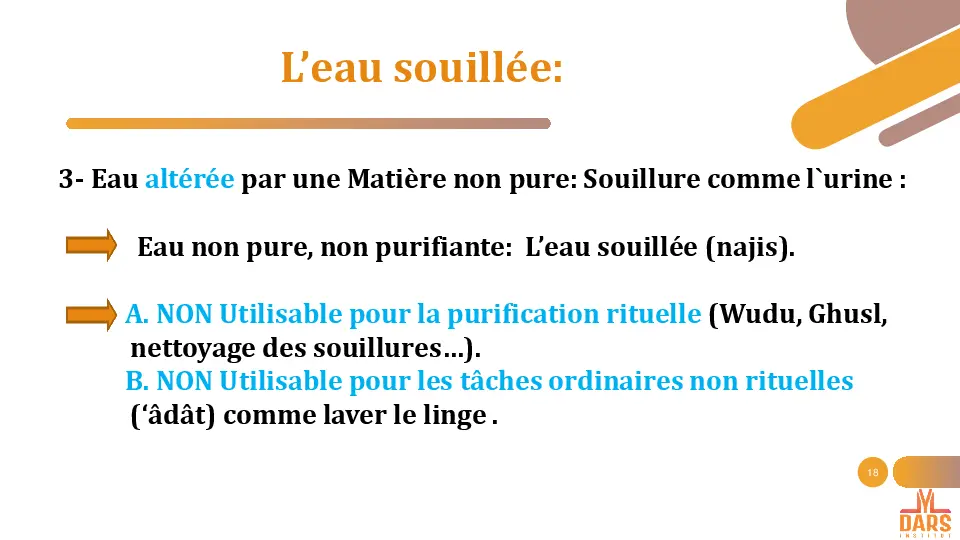 L’eau souillée:
3- Eau altérée par une Matière non pure: Souillure comme l`urine :
Eau non pure, non purifiante: L’eau souillée (najis).
A. NON Utilisable pour la purification rituelle (Wudu, Ghusl,
nettoyage des souillures…).
B. NON Utilisable pour les tâches ordinaires non rituelles
(‘âdât) comme laver le linge .
18
DARS
INSTITUT